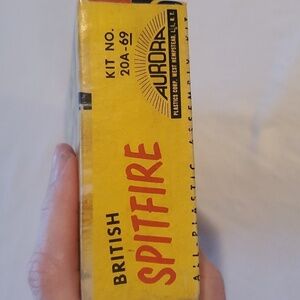 KIT NO.
20A-69
AURORA
PLASTICS CORP. WEST HEMPSTEAD, L.I., N.Y.
BRITISH
SPITFIRE
ALL-PLASTIC ASSEMBLY KIT